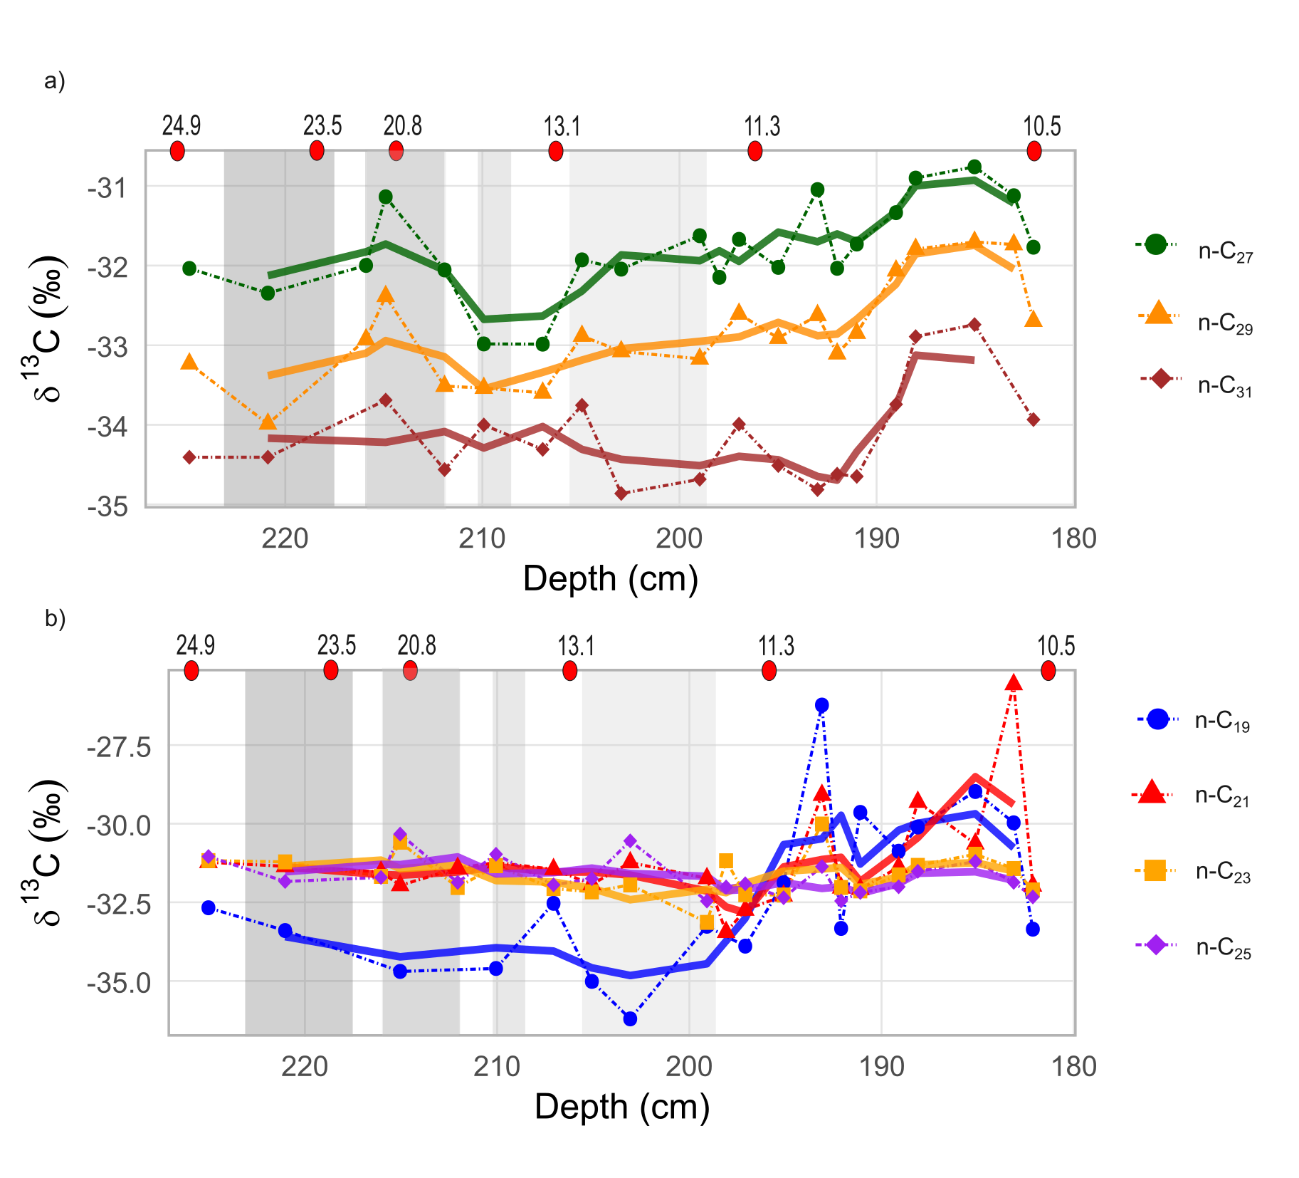 a)
24.9 23.5 20.8 13.1 11.3 10.5
-31
-32
-33
-34
-35
δ ¹³C (‰)
220 210 200 190 180
Depth (cm)
n-C₂₇
n-C₂₉
n-C₃₁
b)
24.9 23.5 20.8 13.1 11.3 10.5
-27.5
-30.0
-32.5
-35.0
δ ¹³C (‰)
220 210 200 190 180
Depth (cm)
n-C₁₉
n-C₂₁
n-C₂₃
n-C₂₅